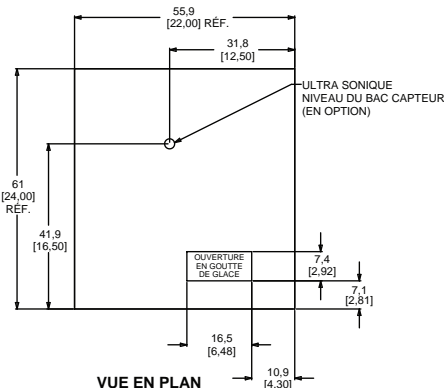 55,9
[22,00] RÉF.
31,8
[12,50]
ULTRA SONIQUE
NIVEAU DU BAC CAPTEUR
(EN OPTION)
61
[24,00]
RÉF.
41,9
[16,50]
OUVERTURE
EN GOUTTE
DE GLACE
7,4
[2,92]
7,1
[2,81]
16,5
[6,48]
10,9
[4,30]
VUE EN PLAN